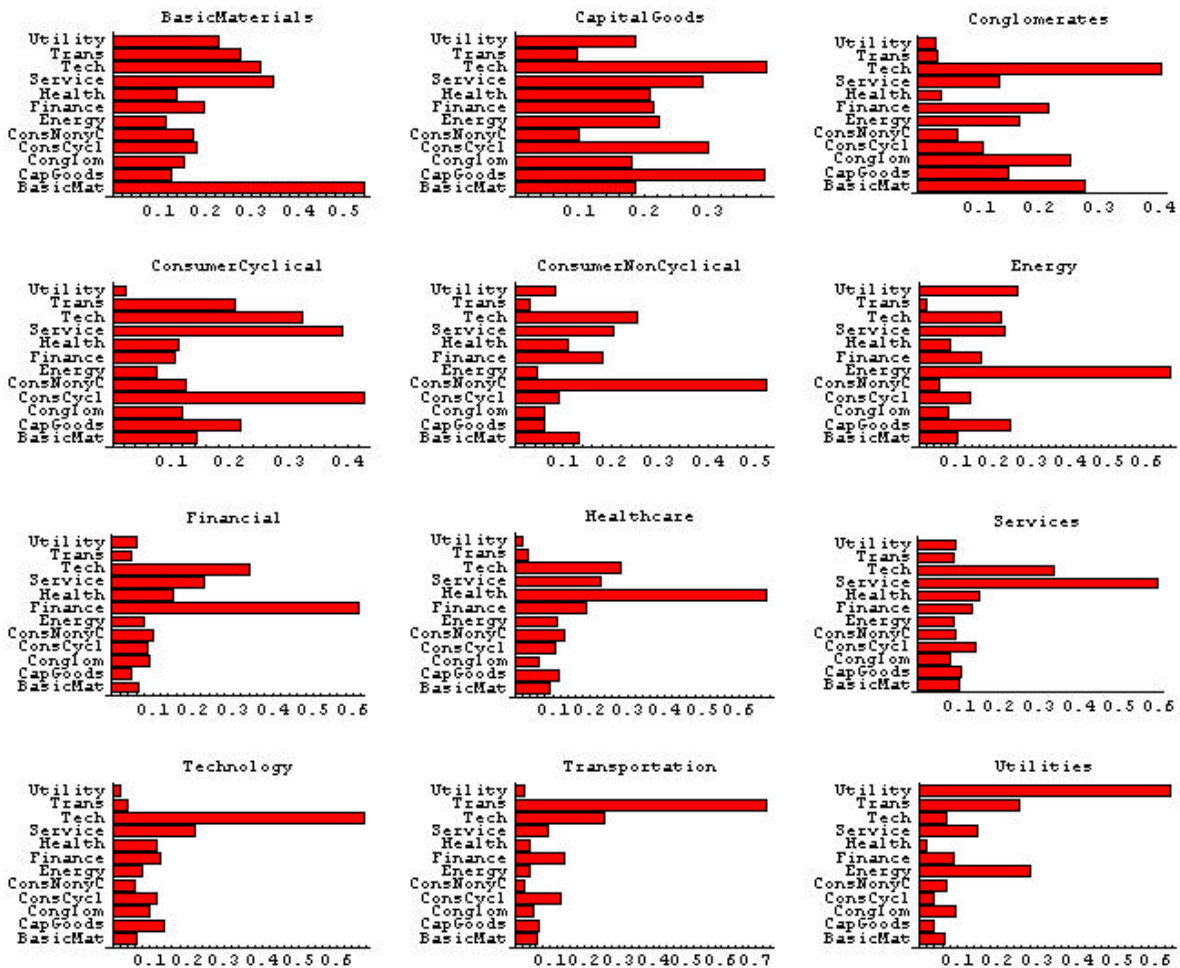 BasicMaterials
Utility
Trans
Tech
Service
Health
Finance
Energy
ConsNonyC
ConsCycl
Conglom
CapGoods
BasicMat
0.1 0.2 0.3 0.4 0.5
CapitalGoods
Utility
Trans
Tech
Service
Health
Finance
Energy
ConsNonyC
ConsCycl
Conglom
CapGoods
BasicMat
0.1 0.2 0.3
Conglomerates
Utility
Trans
Tech
Service
Health
Finance
Energy
ConsNonyC
ConsCycl
Conglom
CapGoods
BasicMat
0.1 0.2 0.3 0.4
ConsumerCyclical
Utility
Trans
Tech
Service
Health
Finance
Energy
ConsNonyC
ConsCycl
Conglom
CapGoods
BasicMat
0.1 0.2 0.3 0.4
ConsumerNonCyclical
Utility
Trans
Tech
Service
Health
Finance
Energy
ConsNonyC
ConsCycl
Conglom
CapGoods
BasicMat
0.1 0.2 0.3 0.4 0.5
Energy
Utility
Trans
Tech
Service
Health
Finance
Energy
ConsNonyC
ConsCycl
Conglom
CapGoods
BasicMat
0.1 0.2 0.3 0.4 0.5 0.6
Financial
Utility
Trans
Tech
Service
Health
Finance
Energy
ConsNonyC
ConsCycl
Conglom
CapGoods
BasicMat
0.1 0.2 0.3 0.4 0.5 0.6
Healthcare
Utility
Trans
Tech
Service
Health
Finance
Energy
ConsNonyC
ConsCycl
Conglom
CapGoods
BasicMat
0.1 0.2 0.3 0.4 0.5 0.6
Services
Utility
Trans
Tech
Service
Health
Finance
Energy
ConsNonyC
ConsCycl
Conglom
CapGoods
BasicMat
0.1 0.2 0.3 0.4 0.5 0.6
Technology
Utility
Trans
Tech
Service
Health
Finance
Energy
ConsNonyC
ConsCycl
Conglom
CapGoods
BasicMat
0.1 0.2 0.3 0.4 0.5 0.6
Transportation
Utility
Trans
Tech
Service
Health
Finance
Energy
ConsNonyC
ConsCycl
Conglom
CapGoods
BasicMat
0.1 0.2 0.3 0.4 0.5 0.6 0.7
Utilities
Utility
Trans
Tech
Service
Health
Finance
Energy
ConsNonyC
ConsCycl
Conglom
CapGoods
BasicMat
0.1 0.2 0.3 0.4 0.5 0.6